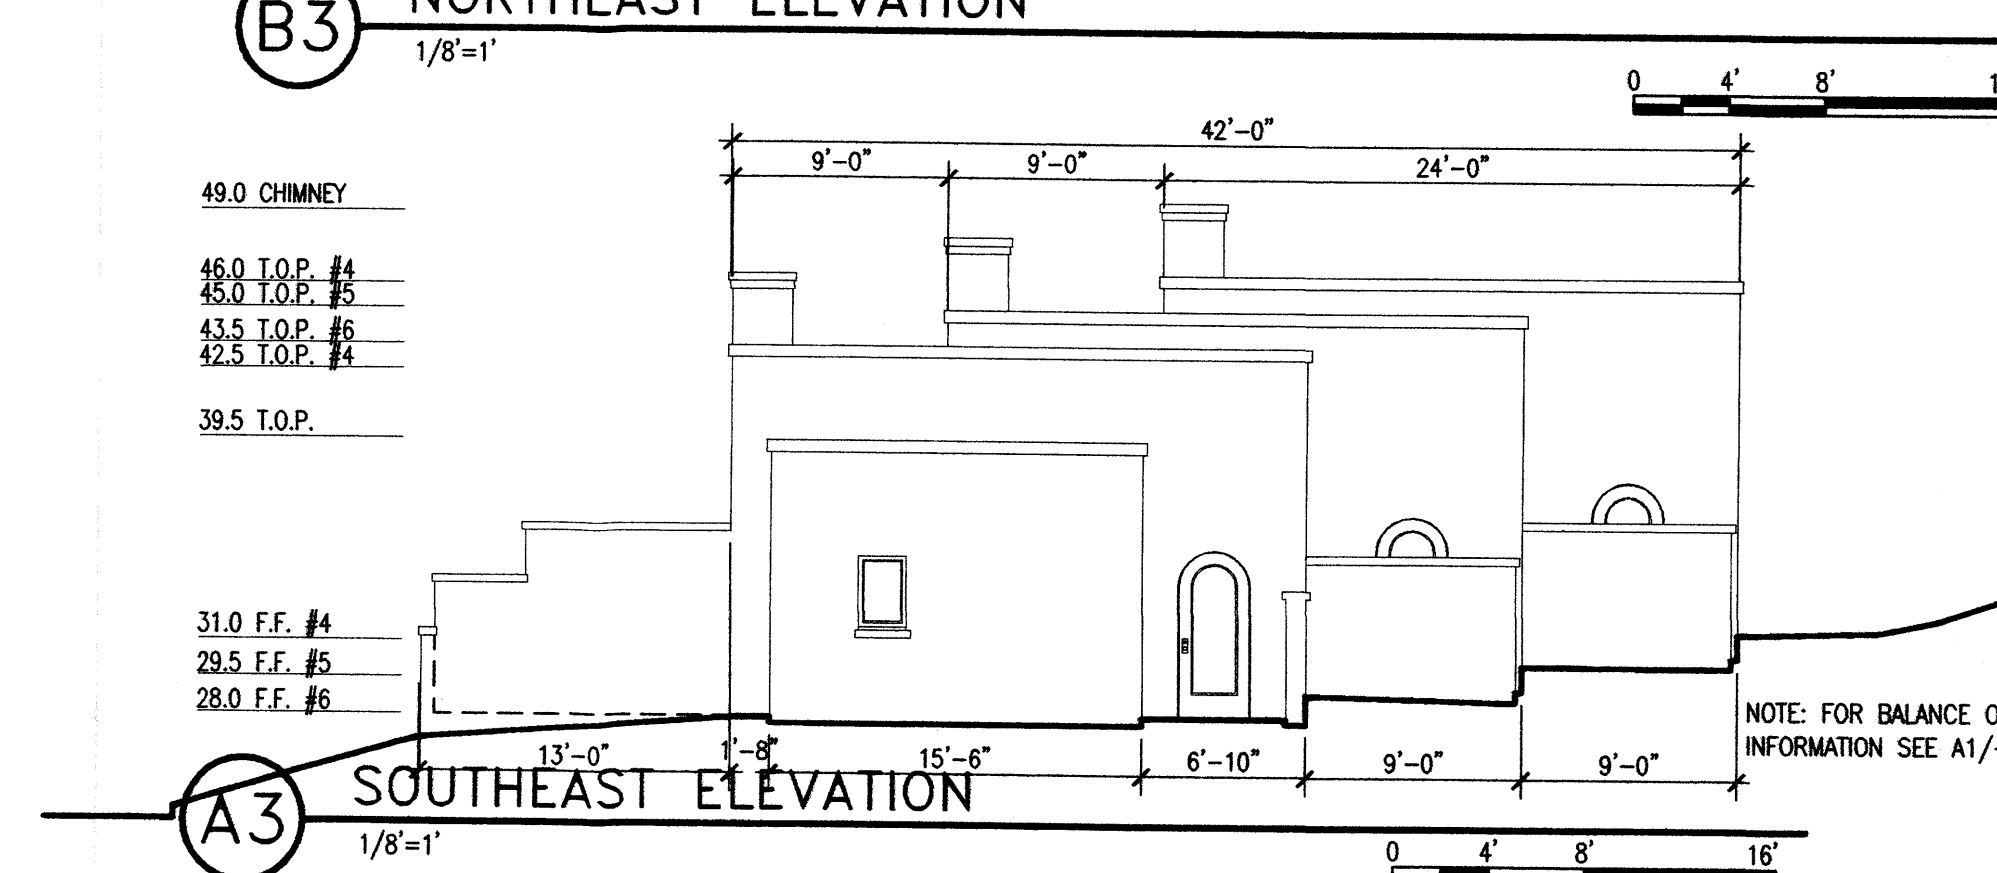 B3 NORTHEAST ELEVATION
1/8'=1'
0 4' 8'
42'-0"
9'-0" 9'-0" 24'-0"
49.0 CHIMNEY
46.0 T.O.P. #4
45.0 T.O.P. #5
43.5 T.O.P. #6
42.5 T.O.P. #4
39.5 T.O.P.
31.0 F.F. #4
29.5 F.F. #5
28.0 F.F. #6
NOTE: FOR BALANCE
INFORMATION SEE A1/
13'-0" 1'-8" 15'-6" 6'-10" 9'-0" 9'-0"
A3 SOUTHEAST ELEVATION
1/8'=1'
0 4' 8' 16'